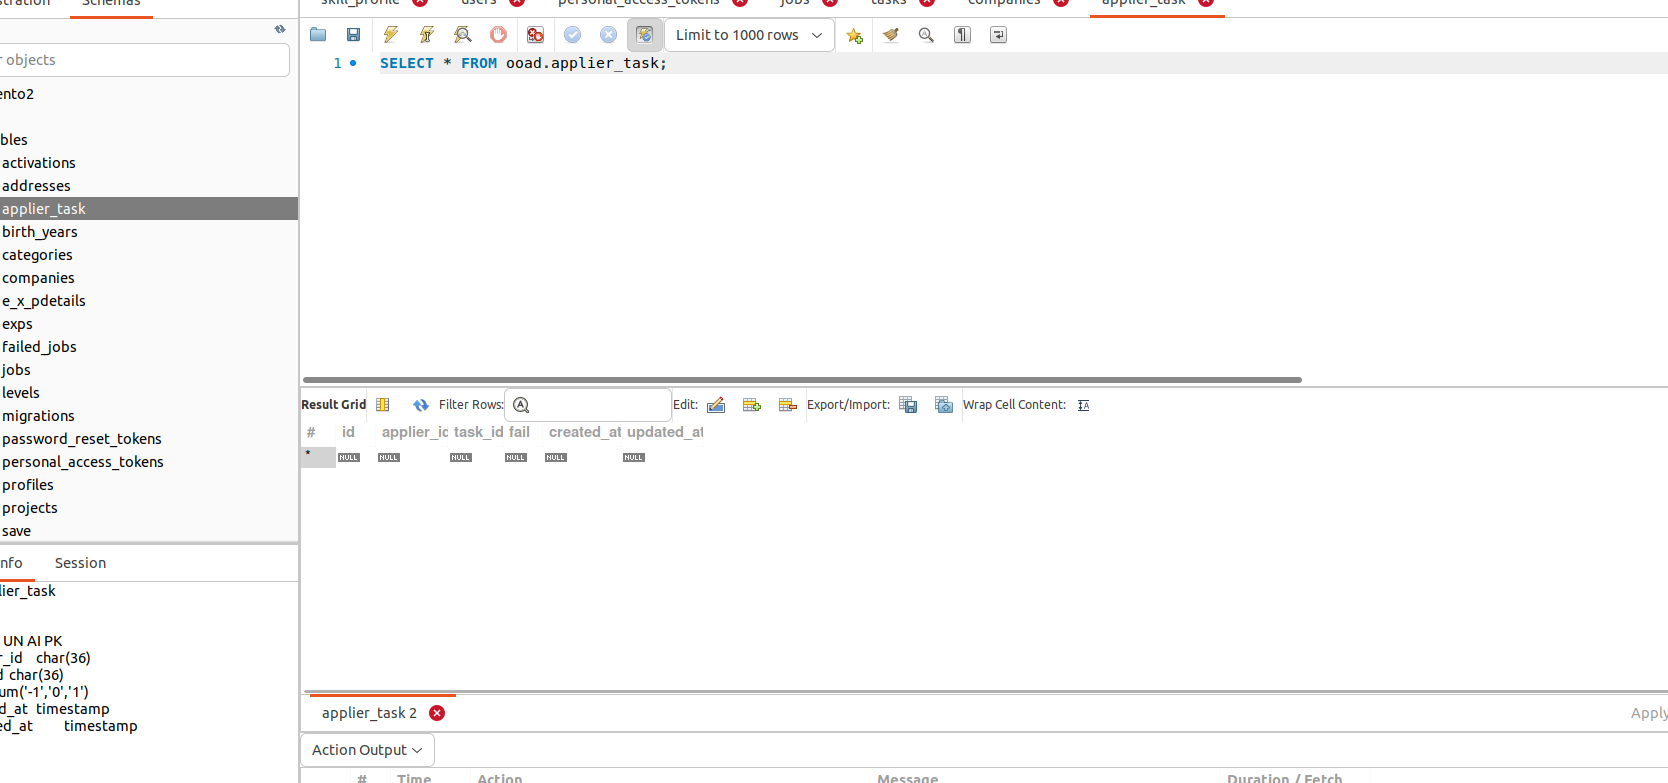 stration Schemas
r objects
ento2
bles
activations
addresses
applier_task
birth_years
categories
companies
e_x_pdetails
exps
failed_jobs
jobs
levels
migrations
password_reset_tokens
personal_access_tokens
profiles
projects
save
nfo Session
lier_task
UN AI PK
r_id char(36)
d char(36)
um('-1','0','1')
d_at timestamp
ed_at timestamp
skill_profile users personal_access_tokens jobs tasks companies applier_task
Limit to 1000 rows
1 SELECT * FROM ooad.applier_task;
Result Grid Filter Rows: Edit: Export/Import: Wrap Cell Content:
# id applier_id task_id fail created_at updated_at
* NULL NULL NULL NULL NULL NULL
applier_task 2 Apply
Action Output
# Time Action Message Duration / Fetch